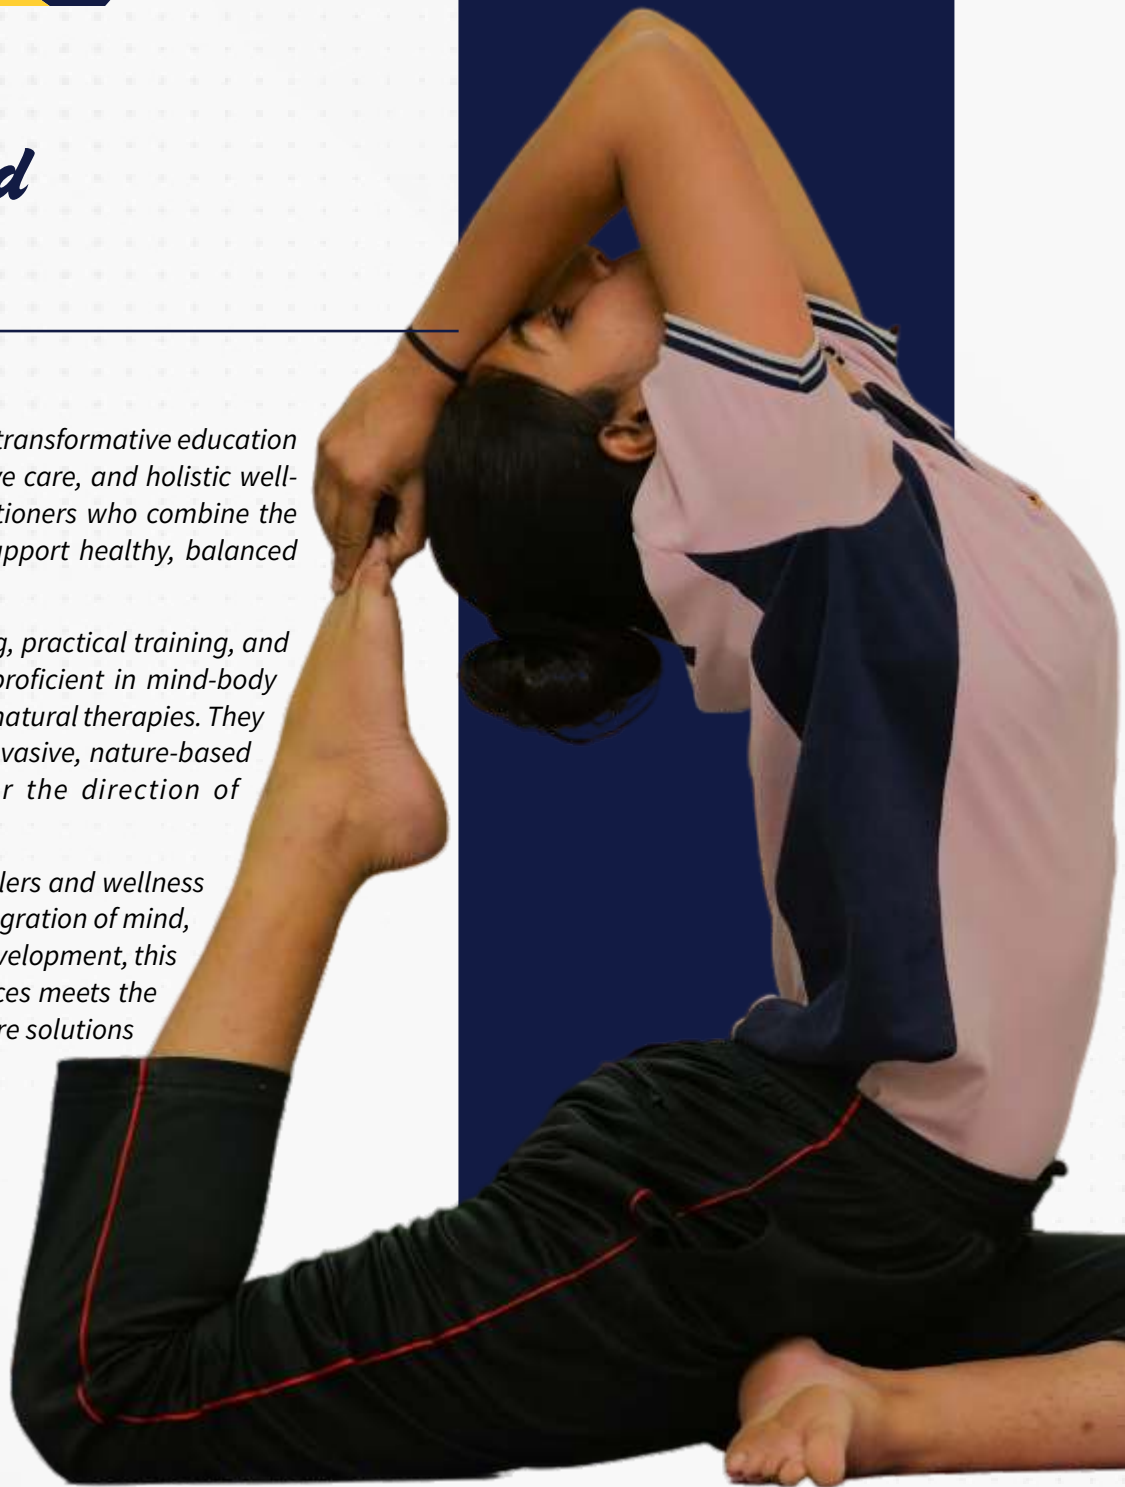 d
transformative education
ve care, and holistic well-
tioners who combine the
upport healthy, balanced
g, practical training, and
proficient in mind-body
natural therapies. They
vasive, nature-based
r the direction of
lers and wellness
gration of mind,
velopment, this
ces meets the
re solutions